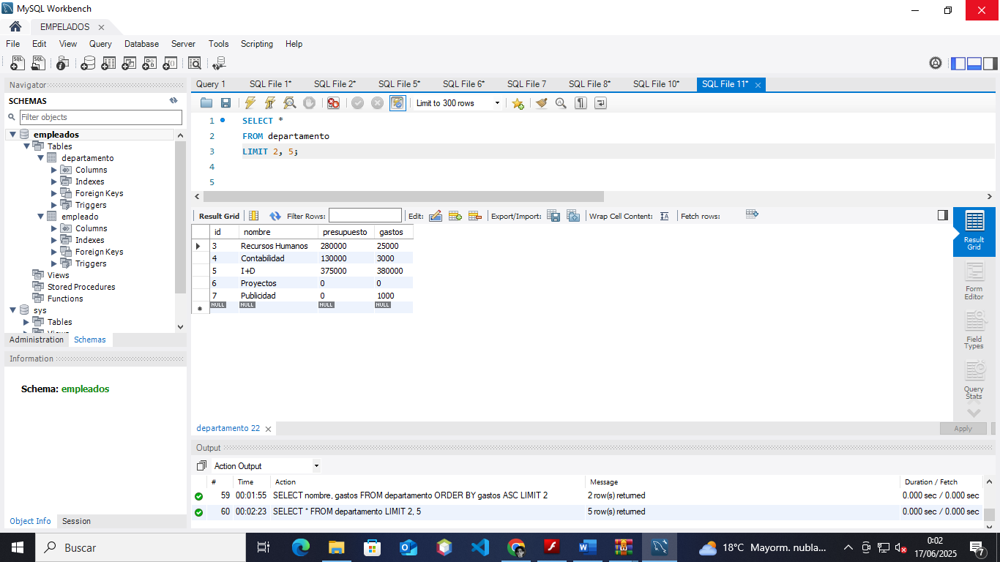 MySQL Workbench
EMPELADOS
File Edit View Query Database Server Tools Scripting Help
Navigator
SCHEMAS
Filter objects
empleados
Tables
departamento
Columns
Indexes
Foreign Keys
Triggers
empleado
Columns
Indexes
Foreign Keys
Triggers
Views
Stored Procedures
Functions
sys
Tables
Views
Administration Schemas
Information
Schema: empleados
Object Info Session
Query 1 SQL File 1* SQL File 2* SQL File 5* SQL File 6* SQL File 7 SQL File 8* SQL File 10* SQL File 11*
Limit to 300 rows
1 SELECT *
2 FROM departamento
3 LIMIT 2, 5;
4
5
Result Grid Filter Rows: Edit: Export/Import: Wrap Cell Content: Fetch rows:
id nombre presupuesto gastos
3 Recursos Humanos 280000 25000
4 Contabilidad 130000 3000
5 I+D 375000 380000
6 Proyectos 0 0
7 Publicidad 0 1000
NULL NULL NULL NULL
Result
Grid
Form
Editor
Field
Types
Query
Stats
departamento 22
Apply
Output
Action Output
# Time Action Message Duration / Fetch
59 00:01:55 SELECT nombre, gastos FROM departamento ORDER BY gastos ASC LIMIT 2 2 row(s) returned 0.000 sec / 0.000 sec
60 00:02:23 SELECT * FROM departamento LIMIT 2, 5 5 row(s) returned 0.000 sec / 0.000 sec
Buscar
18°C Mayorm. nubla...
0:02
17/06/2025
7